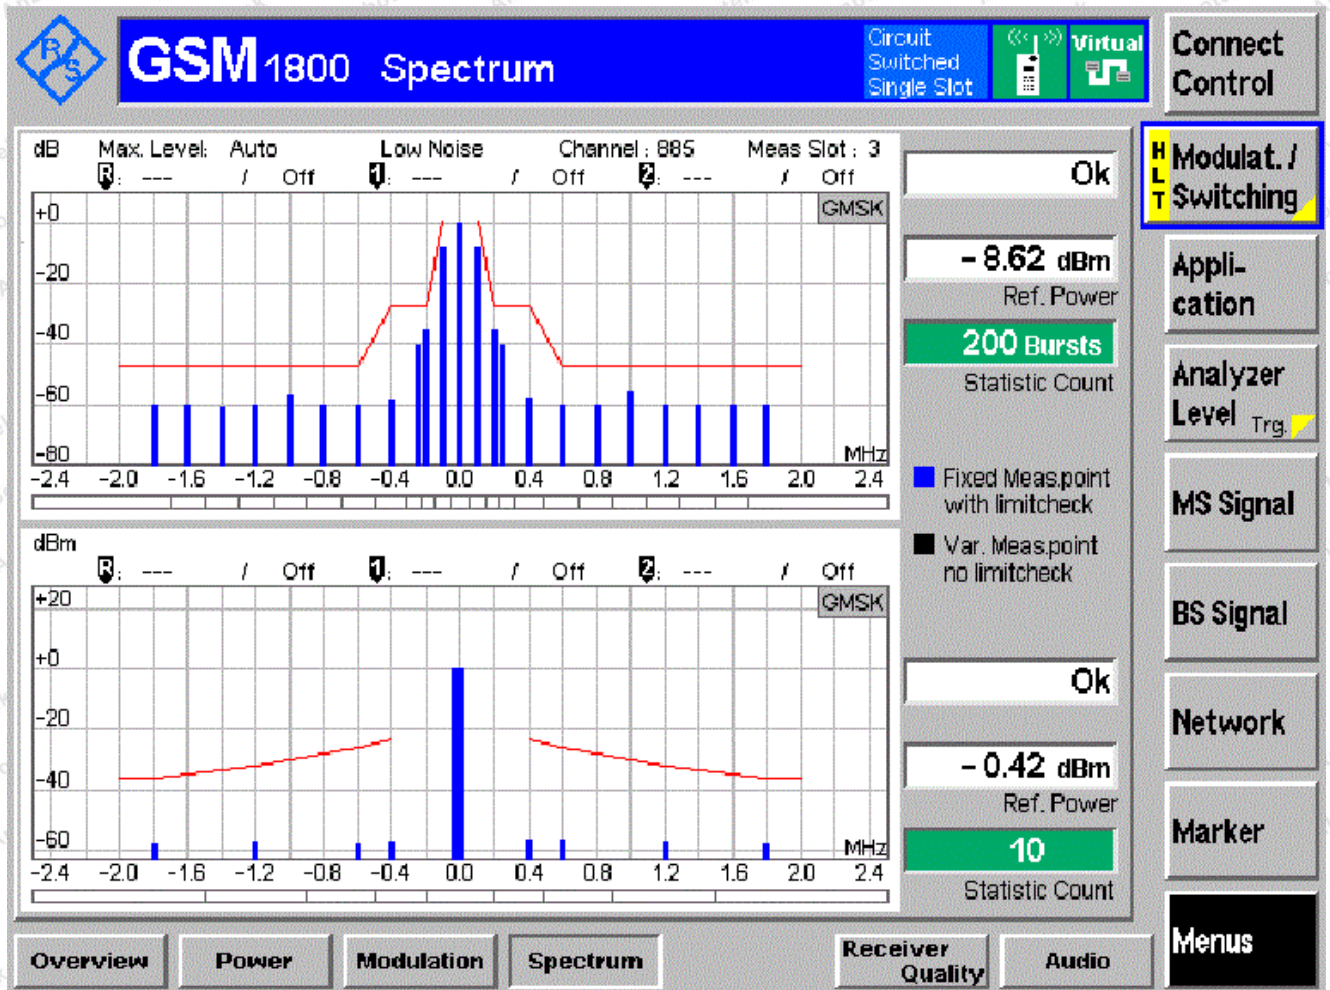 R/S
GSM 1800 Spectrum
Circuit
Switched
Single Slot
Virtual
Connect
Control
dB Max. Level: Auto Low Noise Channel : 885 Meas Slot : 3
R : --- / Off 1 : --- / Off 2 : --- / Off
GMSK
+0
-20
-40
-60
-80
MHz
-2.4 -2.0 -1.6 -1.2 -0.8 -0.4 0.0 0.4 0.8 1.2 1.6 2.0 2.4
Ok
- 8.62 dBm
Ref. Power
200 Bursts
Statistic Count
Fixed Meas.point
with limitcheck
Var. Meas.point
no limitcheck
dBm
R : --- / Off 1 : --- / Off 2 : --- / Off
GMSK
+20
+0
-20
-40
-60
MHz
-2.4 -2.0 -1.6 -1.2 -0.8 -0.4 0.0 0.4 0.8 1.2 1.6 2.0 2.4
Ok
- 0.42 dBm
Ref. Power
10
Statistic Count
HLT
Modulat. /
Switching
Appli-
cation
Analyzer
Level Trg.
MS Signal
BS Signal
Network
Marker
Menus
Overview Power Modulation Spectrum Receiver
Quality Audio